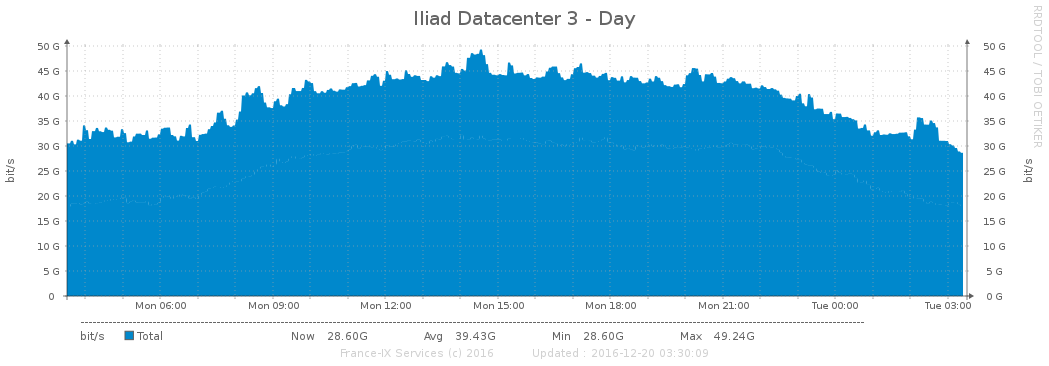 Iliad Datacenter 3 - Day
RRDTOOL / TOBI OETIKER
bit/s
bit/s
50 G 50 G
45 G 45 G
40 G 40 G
35 G 35 G
30 G 30 G
25 G 25 G
20 G 20 G
15 G 15 G
10 G 10 G
5 G 5 G
0 0 G
Mon 06:00 Mon 09:00 Mon 12:00 Mon 15:00 Mon 18:00 Mon 21:00 Tue 00:00 Tue 03:00
bit/s Total Now 28.60G Avg 39.43G Min 28.60G Max 49.24G
France-IX Services (c) 2016 Updated : 2016-12-20 03:30:09